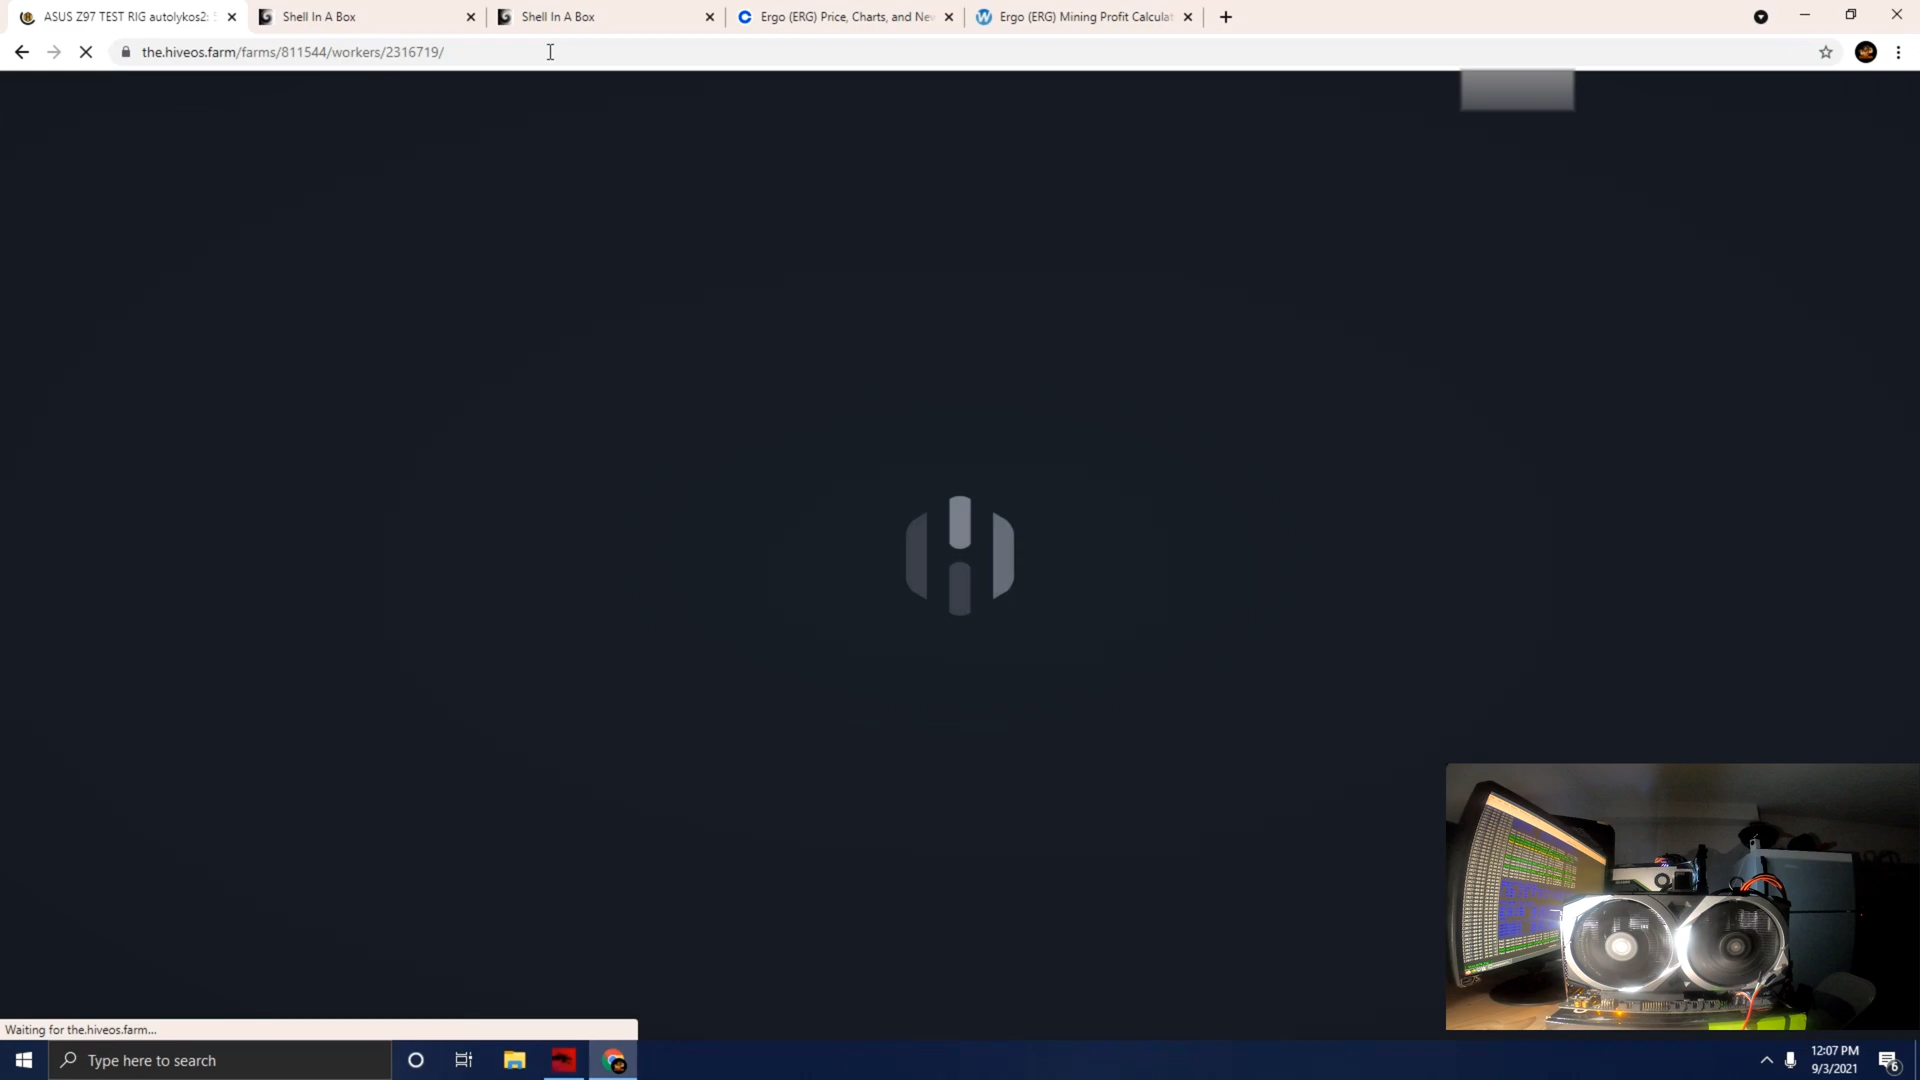 ASUS Z97 TEST RIG autolykos2:
Shell In A Box
Shell In A Box
Ergo (ERG) Price, Charts, and Ne
Ergo (ERG) Mining Profit Calculat
the.hiveos.farm/farms/811544/workers/2316719/
Waiting for the.hiveos.farm...
Type here to search
12:07 PM
9/3/2021
6